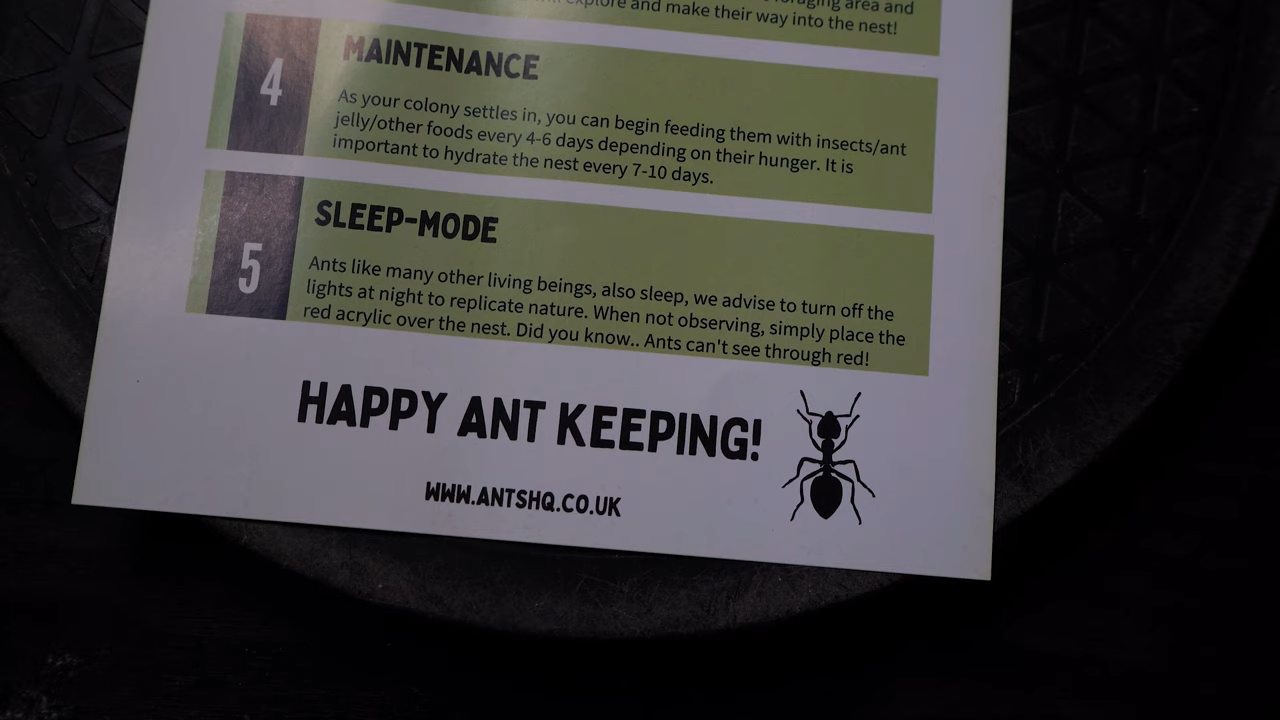 foraging area and
explore and make their way into the nest!
4
MAINTENANCE
As your colony settles in, you can begin feeding them with insects/ant
jelly/other foods every 4-6 days depending on their hunger. It is
important to hydrate the nest every 7-10 days.
5
SLEEP-MODE
Ants like many other living beings, also sleep, we advise to turn off the
lights at night to replicate nature. When not observing, simply place the
red acrylic over the nest. Did you know.. Ants can't see through red!
HAPPY ANT KEEPING!
WWW.ANTSHQ.CO.UK